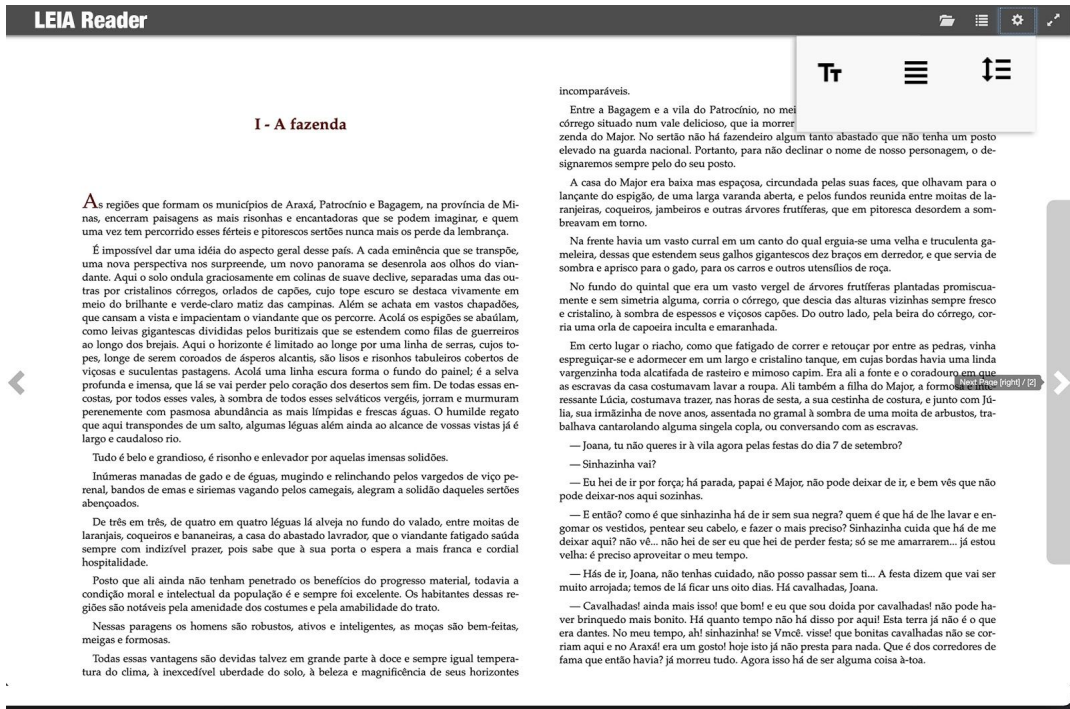 LEIA Reader
I - A fazenda
As regiões que formam os municípios de Araxá, Patrocínio e Bagagem, na província de Mi-
nas, encerram paisagens as mais risonhas e encantadoras que se podem imaginar, e quem
uma vez tem percorrido esses férteis e pitorescos sertões nunca mais os perde da lembrança.
É impossível dar uma idéia do aspecto geral desse país. A cada eminência que se transpõe,
uma nova perspectiva nos surpreende, um novo panorama se desenrola aos olhos do vian-
dante. Aqui o solo ondula graciosamente em colinas de suave declive, separadas uma das ou-
tras por cristalinos córregos, orlados de capões, cujo tope escuro se destaca vivamente em
meio do brilhante e verde-claro matiz das campinas. Além se achata em vastos chapadões,
que cansam a vista e impacientam o viandante que os percorre. Acolá os espigões se abaúlam,
como leivas gigantescas divididas pelos buritizais que se estendem como filas de guerreiros
ao longo dos brejais. Aqui o horizonte é limitado ao longe por uma linha de serras, cujos to-
pes, longe de serem coroados de ásperos alcantis, são lisos e risonhos tabuleiros cobertos de
viçosas e suculentas pastagens. Acolá uma linha escura forma o fundo do painel; é a selva
profunda e imensa, que lá se vai perder pelo coração dos desertos sem fim. De todas essas en-
costas, por todos esses vales, à sombra de todos esses selváticos vergéis, jorram e murmuram
perenemente com pasmosa abundância as mais límpidas e frescas águas. O humilde regato
que aqui transpondes de um salto, algumas léguas além ainda ao alcance de vossas vistas já é
largo e caudaloso rio.
Tudo é belo e grandioso, é risonho e enlevador por aquelas imensas solidões.
Inúmeras manadas de gado e de éguas, mugindo e relinchando pelos vargedos de viço pe-
renal, bandos de emas e siriemas vagando pelos camegais, alegram a solidão daqueles sertões
abençoados.
De três em três, de quatro em quatro léguas lá alveja no fundo do valado, entre moitas de
laranjais, coqueiros e bananeiras, a casa do abastado lavrador, que o viandante fatigado saúda
sempre com indizível prazer, pois sabe que à sua porta o espera a mais franca e cordial
hospitalidade.
Posto que ali ainda não tenham penetrado os benefícios do progresso material, todavia a
condição moral e intelectual da população é e sempre foi excelente. Os habitantes dessas re-
giões são notáveis pela amenidade dos costumes e pela amabilidade do trato.
Nessas paragens os homens são robustos, ativos e inteligentes, as moças são bem-feitas,
meigas e formosas.
Todas essas vantagens são devidas talvez em grande parte à doce e sempre igual tempera-
tura do clima, à inexcedível uberdade do solo, à beleza e magnificência de seus horizontes
incomparáveis.
Entre a Bagagem e a vila do Patrocínio, no mei
córrego situado num vale delicioso, que ia morrer
zenda do Major. No sertão não há fazendeiro algum tanto abastado que não tenha um posto
elevado na guarda nacional. Portanto, para não declinar o nome de nosso personagem, o de-
signaremos sempre pelo do seu posto.
A casa do Major era baixa mas espaçosa, circundada pelas suas faces, que olhavam para o
lançante do espigão, de uma larga varanda aberta, e pelos fundos reunida entre moitas de la-
ranjeiras, coqueiros, jambeiros e outras árvores frutíferas, que em pitoresca desordem a som-
breavam em torno.
Na frente havia um vasto curral em um canto do qual erguia-se uma velha e truculenta ga-
meleira, dessas que estendem seus galhos gigantescos dez braços em derredor, e que servia de
sombra e aprisco para o gado, para os carros e outros utensílios de roça.
No fundo do quintal que era um vasto vergel de árvores frutíferas plantadas promiscua-
mente e sem simetria alguma, corria o córrego, que descia das alturas vizinhas sempre fresco
e cristalino, à sombra de espessos e viçosos capões. Do outro lado, pela beira do córrego, cor-
ria uma orla de capoeira inculta e emaranhada.
Em certo lugar o riacho, como que fatigado de correr e retouçar por entre as pedras, vinha
espreguiçar-se e adormecer em um largo e cristalino tanque, em cujas bordas havia uma linda
vargenzinha toda alcatifada de rasteiro e mimoso capim. Era ali a fonte e o coradouro em que
as escravas da casa costumavam lavar a roupa. Ali também a filha do Major, a formosa
Next Page [right] / [2]
ressante Lúcia, costumava trazer, nas horas de sesta, a sua cestinha de costura, e junto com Jú-
lia, sua irmãzinha de nove anos, assentada no gramal à sombra de uma moita de arbustos, tra-
balhava cantarolando alguma singela copla, ou conversando com as escravas.
— Joana, tu não queres ir à vila agora pelas festas do dia 7 de setembro?
— Sinhazinha vai?
— Eu hei de ir por força; há parada, papai é Major, não pode deixar de ir, e bem vês que não
pode deixar-nos aqui sozinhas.
— E então? como é que sinhazinha há de ir sem sua negra? quem é que há de lhe lavar e en-
gomar os vestidos, pentear seu cabelo, e fazer o mais preciso? Sinhazinha cuida que há de me
deixar aqui? não vê... não hei de ser eu que hei de perder festa; só se me amarrarem... já estou
velha: é preciso aproveitar o meu tempo.
— Hás de ir, Joana, não tenhas cuidado, não posso passar sem ti... A festa dizem que vai ser
muito arrojada; temos de lá ficar uns oito dias. Há cavalhadas, Joana.
— Cavalhadas! ainda mais isso! que bom! e eu que sou doida por cavalhadas! não pode ha-
ver brinquedo mais bonito. Há quanto tempo não há disso por aqui! Esta terra já não é o que
era dantes. No meu tempo, ah! sinhazinha! se Vmcê. visse! que bonitas cavalhadas não se cor-
riam aqui e no Araxá! era um gosto! hoje isto já não presta para nada. Que é dos corredores de
fama que então havia? já morreu tudo. Agora isso há de ser alguma coisa à-toa.